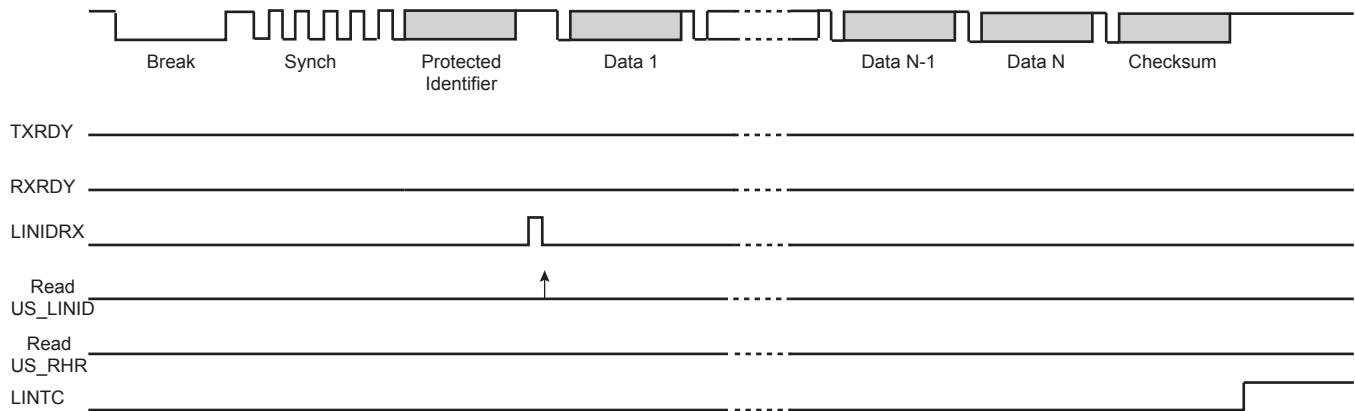 Break Synch Protected Data 1 Data N-1 Data N Checksum
Identifier
TXRDY
RXRDY
LINIDRX
Read
US_LINID
Read
US_RHR
LINTC